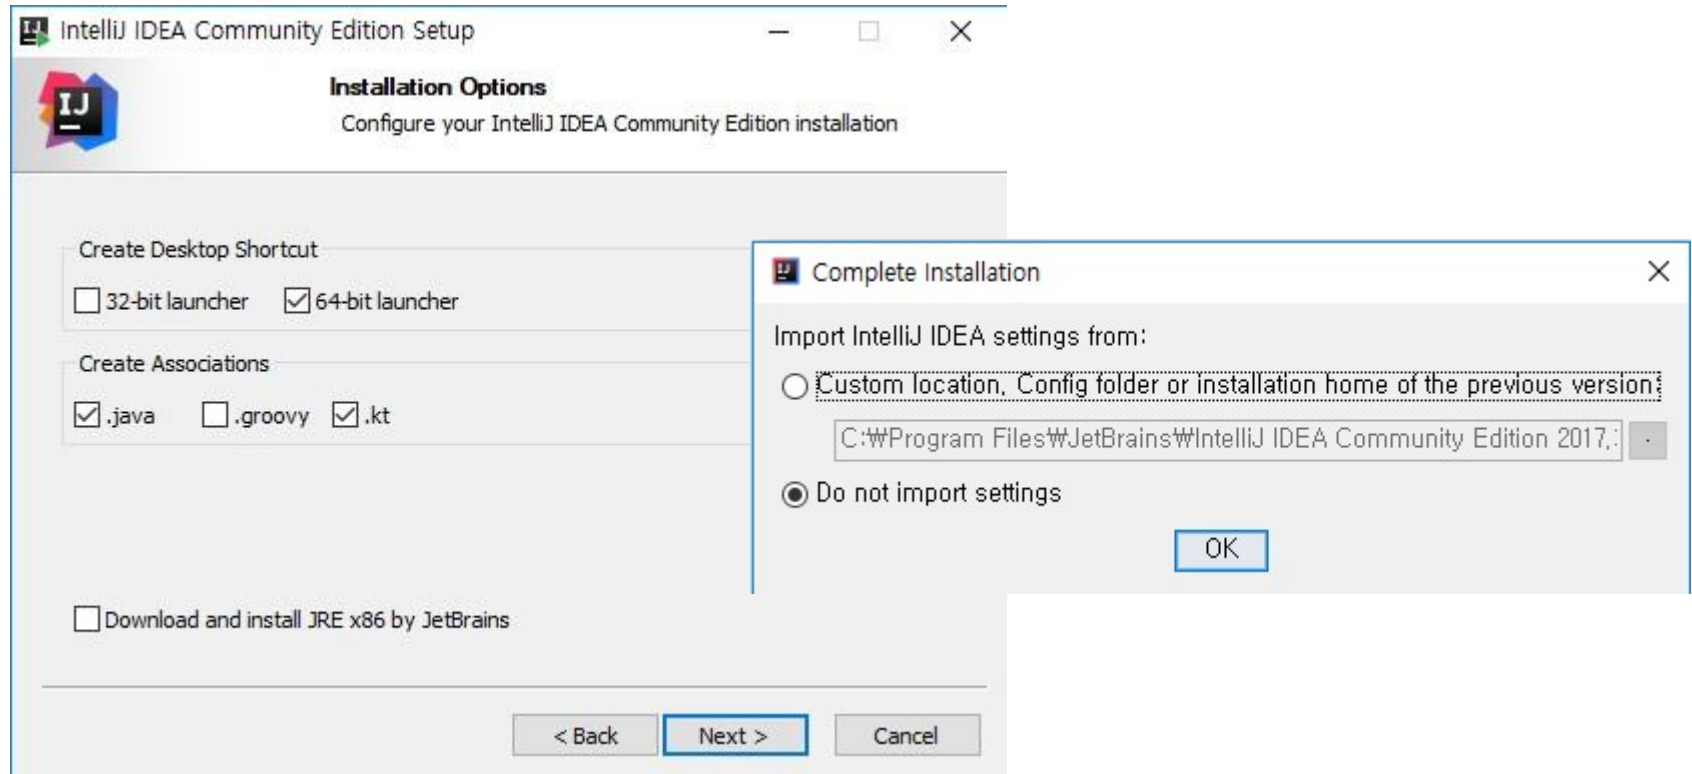 IntelliJ IDEA Community Edition Setup
IJ
Installation Options
Configure your IntelliJ IDEA Community Edition installation
Create Desktop Shortcut
32-bit launcher 64-bit launcher
Create Associations
.java .groovy .kt
Download and install JRE x86 by JetBrains
< Back Next > Cancel
Complete Installation
Import IntelliJ IDEA settings from:
Custom location, Config folder or installation home of the previous version:
C:₩Program Files₩JetBrains₩IntelliJ IDEA Community Edition 2017.
Do not import settings
OK